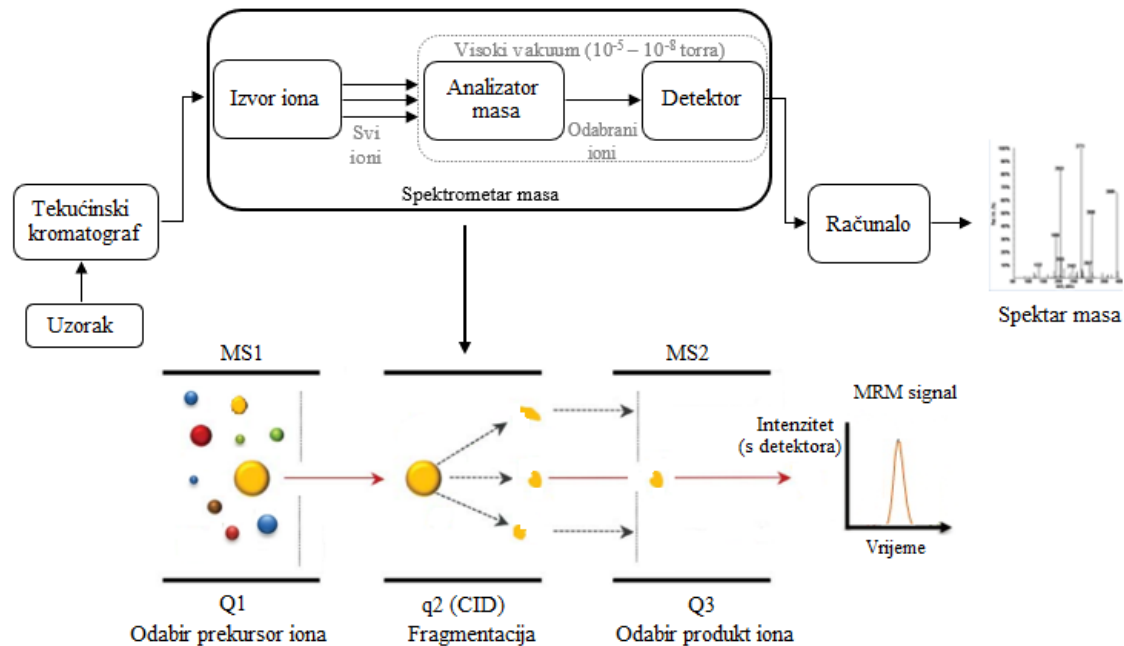 Visoki vakuum (10⁻⁵ – 10⁻⁸ torra)
Izvor iona
Analizator
masa
Detektor
Svi
ioni
Odabrani
ioni
Spektrometar masa
Tekućinski
kromatograf
Uzorak
Računalo
Spektar masa
MS1
MS2
MRM signal
Intenzitet
(s detektora)
Vrijeme
Q1
q2 (CID)
Q3
Odabir prekursor iona
Fragmentacija
Odabir produkt iona